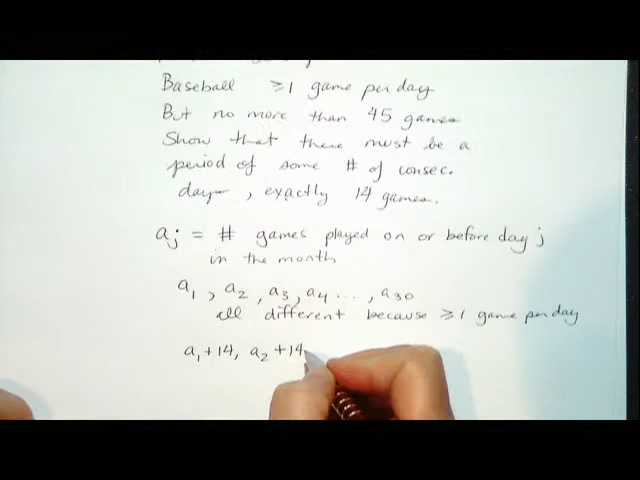 Baseball ≥1 game per day
But no more than 45 games
Show that there must be a
period of some # of consec.
days, exactly 14 games.
aj = # games played on or before day j
in the month
a1, a2, a3, a4 ..., a30
all different because ≥1 game per day
a1+14, a2+14